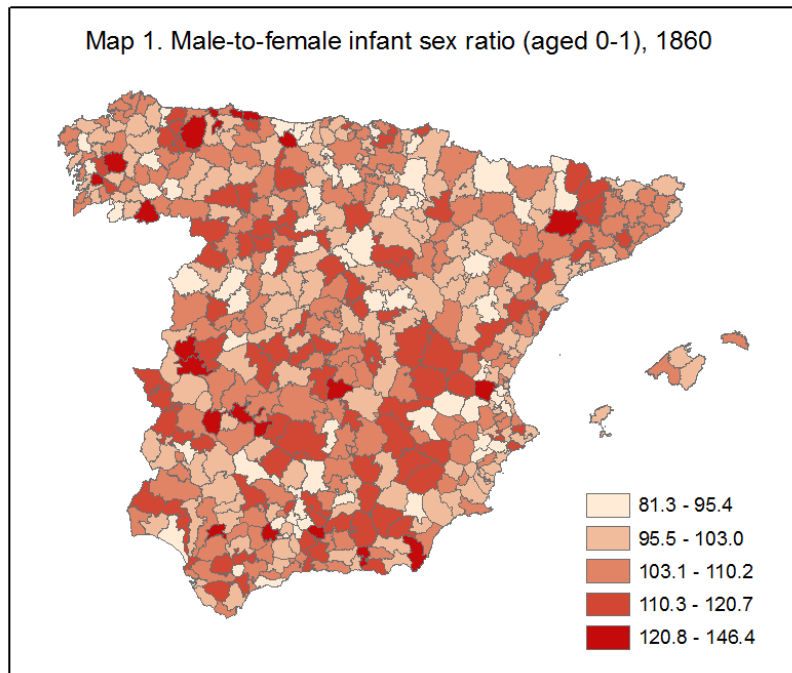 Map 1. Male-to-female infant sex ratio (aged 0-1), 1860
81.3 - 95.4
95.5 - 103.0
103.1 - 110.2
110.3 - 120.7
120.8 - 146.4